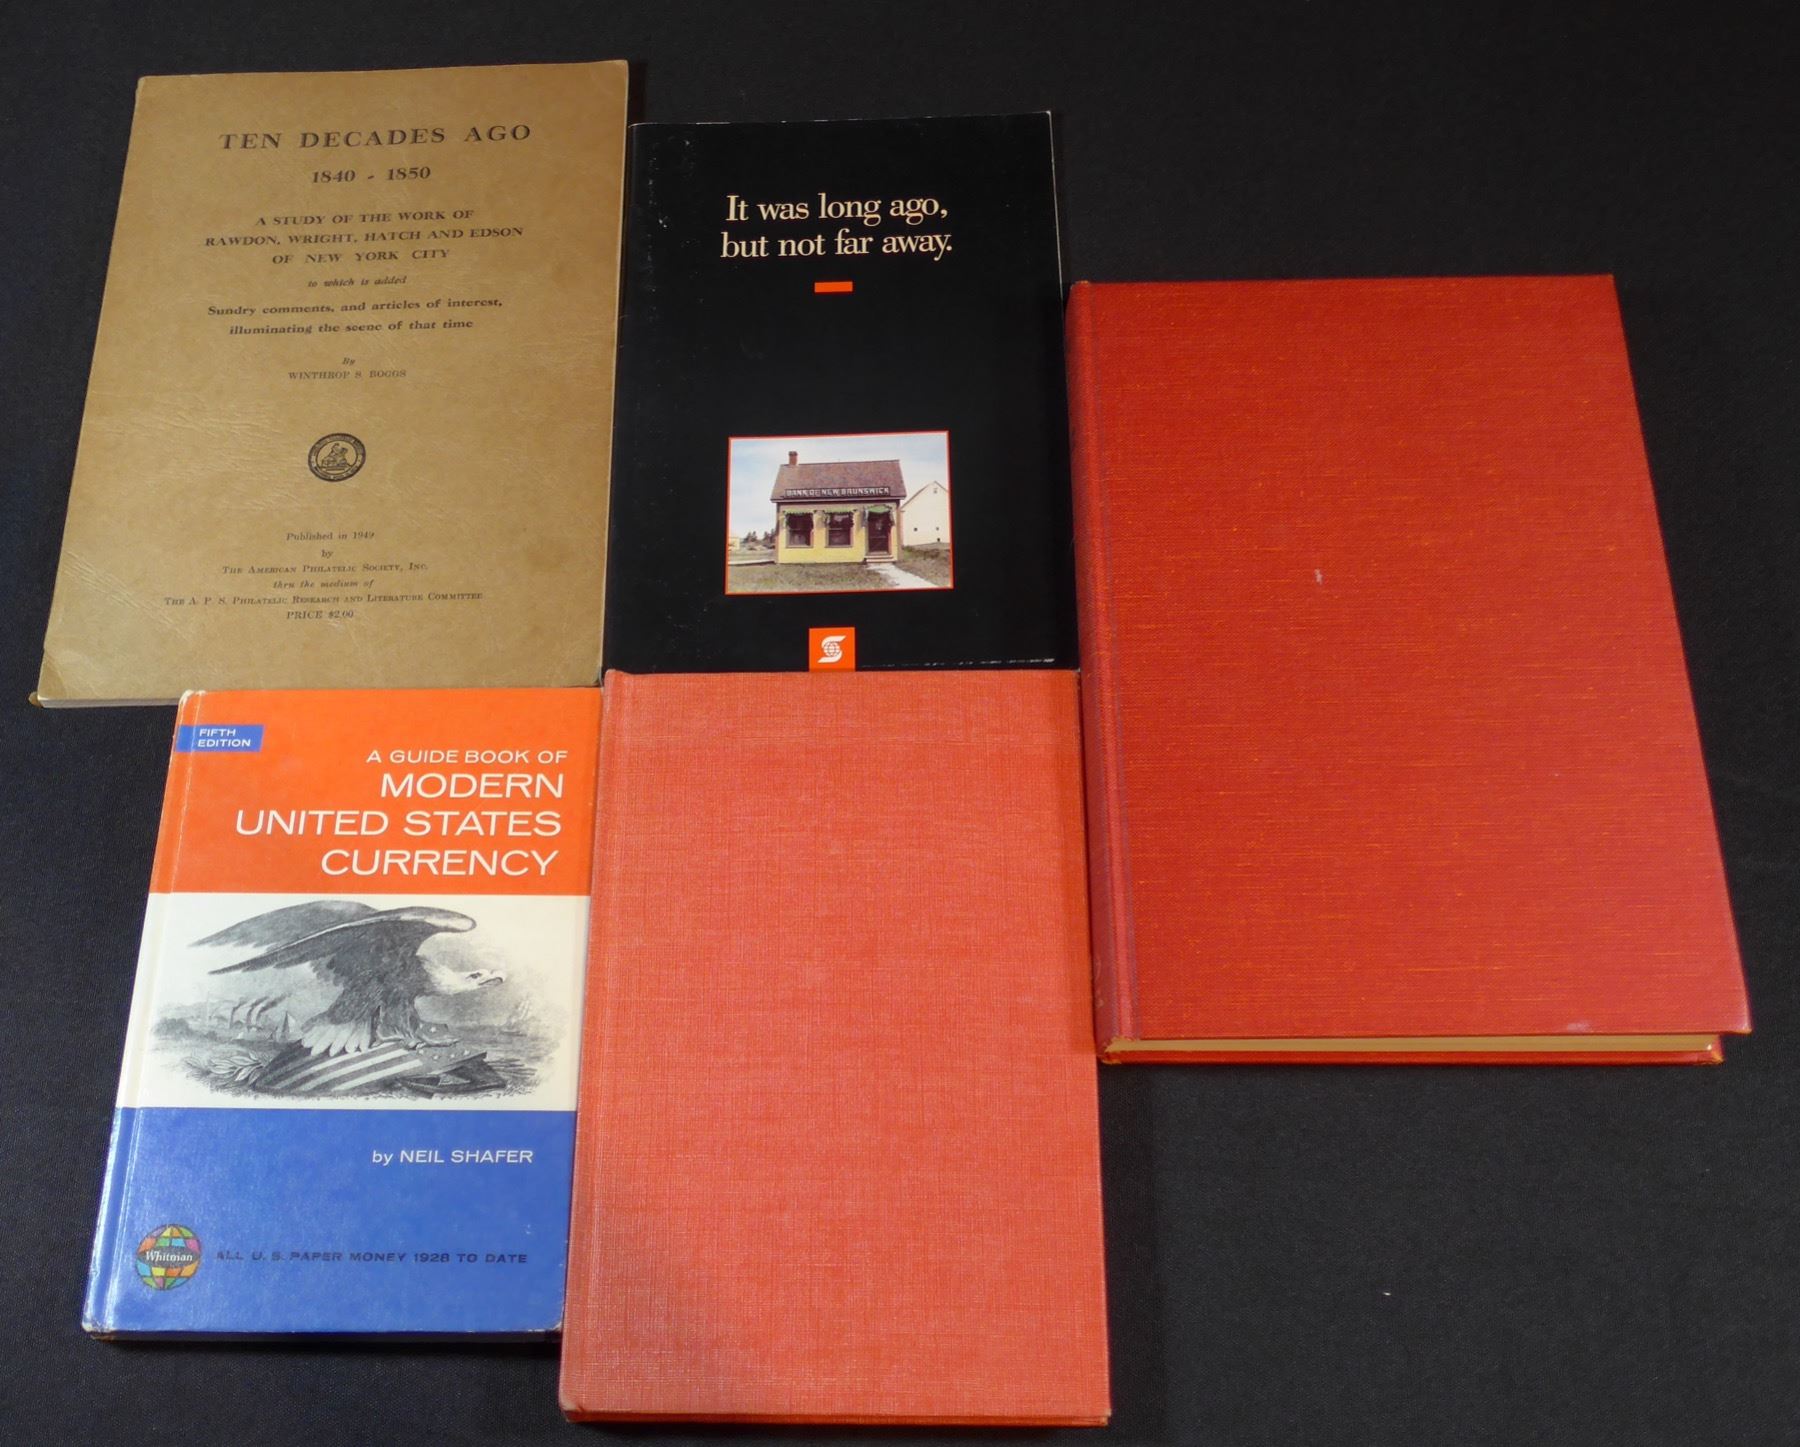 TEN DECADES AGO
1840 - 1850
A STUDY OF THE WORK OF
RAWDON, WRIGHT, HATCH AND EDSON
OF NEW YORK CITY
to which is added
Sundry comments, and articles of interest,
illuminating the scene of that time
By
WINTHROP S. BOGGS
Published in 1949
by
THE AMERICAN PHILATELIC SOCIETY, INC.
thru the medium of
THE A. P. S. PHILATELIC RESEARCH AND LITERATURE COMMITTEE
PRICE $2.00
It was long ago,
but not far away.
BANK OF NEW BRUNSWICK
FIFTH
EDITION
A GUIDE BOOK OF
MODERN
UNITED STATES
CURRENCY
by NEIL SHAFER
Whitman
ALL U.S. PAPER MONEY 1928 TO DATE